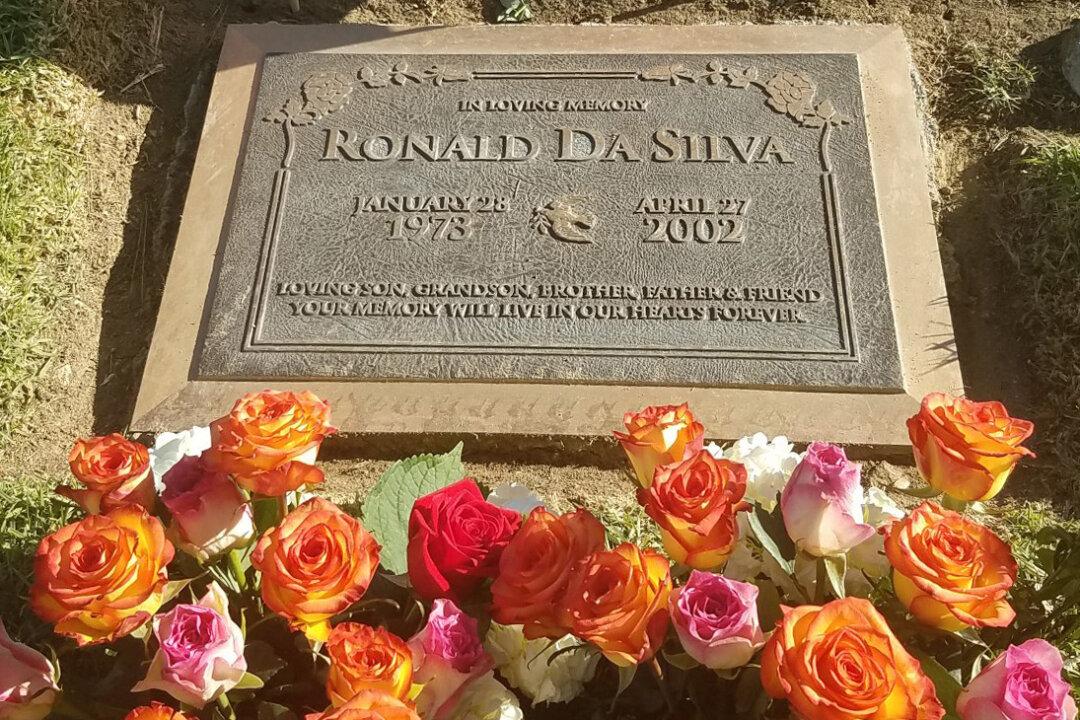 IN LOVING MEMORY
RONALD DA SILVA
JANUARY 28 APRIL 27
1973 2002
LOVING SON, GRANDSON, BROTHER, FATHER & FRIEND
YOUR MEMORY WILL LIVE IN OUR HEARTS FOREVER.